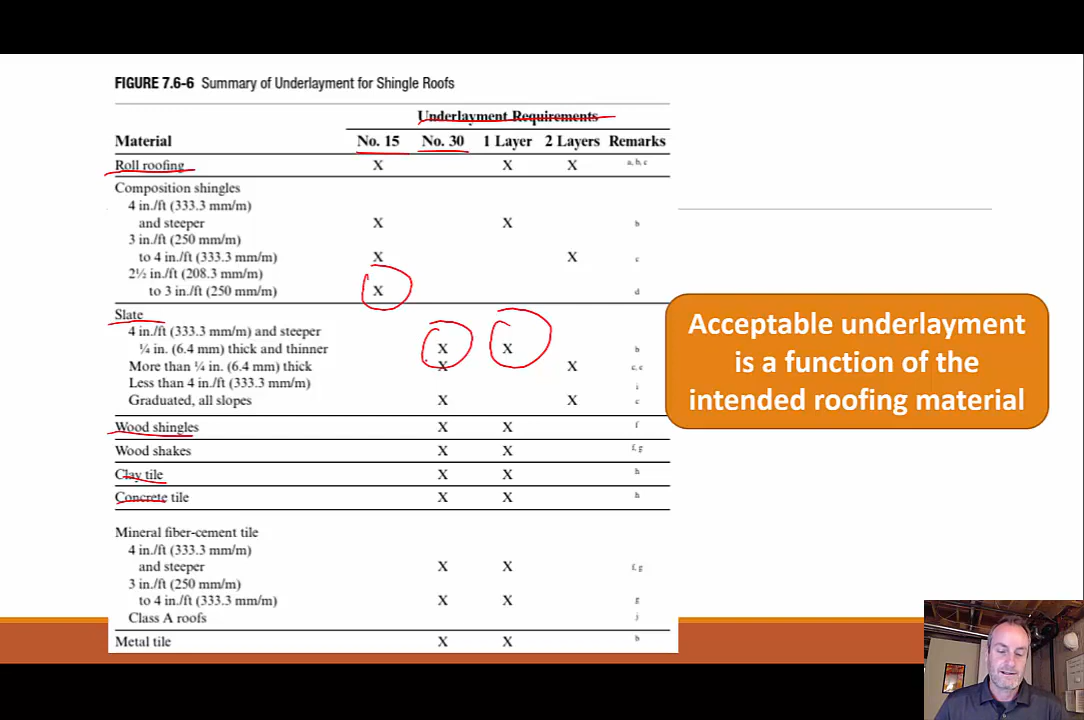 FIGURE 7.6-6 Summary of Underlayment for Shingle Roofs
Underlayment Requirements
Material No. 15 No. 30 1 Layer 2 Layers Remarks
Roll roofing X X X a, b, c
Composition shingles
4 in./ft (333.3 mm/m)
and steeper X X b
3 in./ft (250 mm/m)
to 4 in./ft (333.3 mm/m) X X c
2½ in./ft (208.3 mm/m)
to 3 in./ft (250 mm/m) X d
Slate
4 in./ft (333.3 mm/m) and steeper
¼ in. (6.4 mm) thick and thinner X X b
More than ¼ in. (6.4 mm) thick X X
Less than 4 in./ft (333.3 mm/m) i
Graduated, all slopes X X c
Wood shingles X X f
Wood shakes X X f, g
Clay tile X X h
Concrete tile X X h
Mineral fiber-cement tile
4 in./ft (333.3 mm/m)
and steeper X X f, g
3 in./ft (250 mm/m)
to 4 in./ft (333.3 mm/m) X X g
Class A roofs j
Metal tile X X b
Acceptable underlayment
is a function of the
intended roofing material